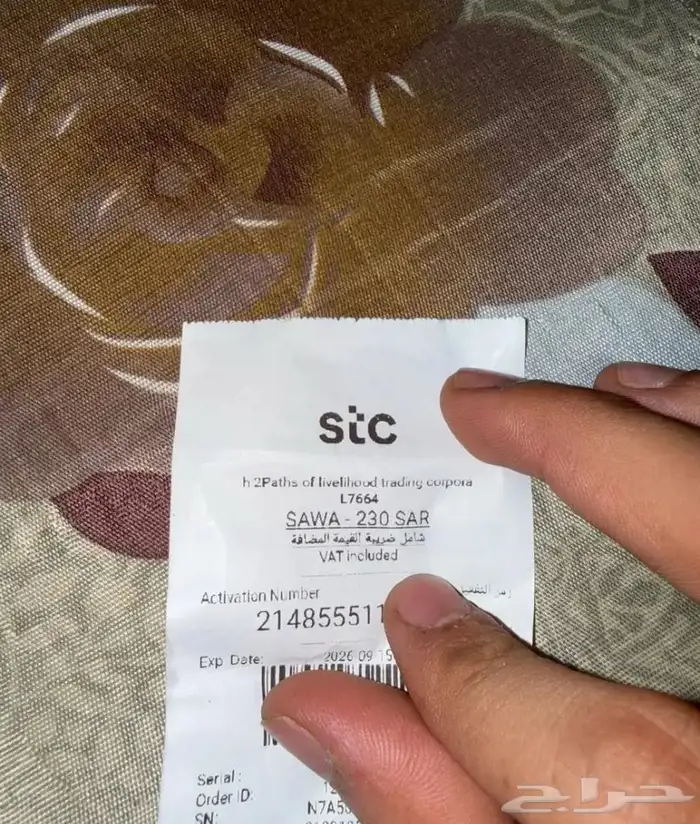 stc
h 2Paths of livelihood trading corpora
L7664
SAWA - 230 SAR
شامل ضريبة القيمة المضافة
VAT included
Activation Number
214855511
Exp Date: 2026 09 15
Serial :
Order ID: N7A5
SN:
حراج